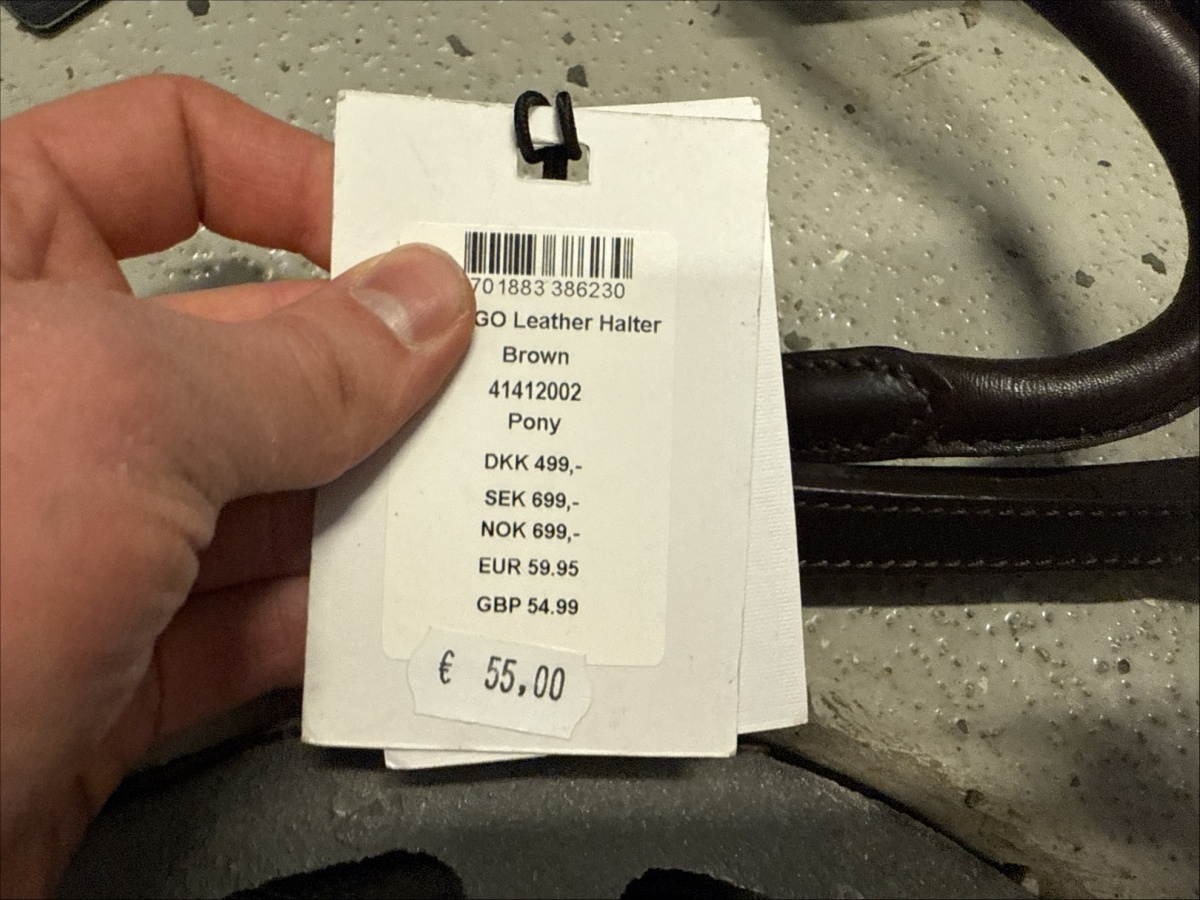 701883 386230
GO Leather Halter
Brown
41412002
Pony
DKK 499,-
SEK 699,-
NOK 699,-
EUR 59.95
GBP 54.99
€ 55,00